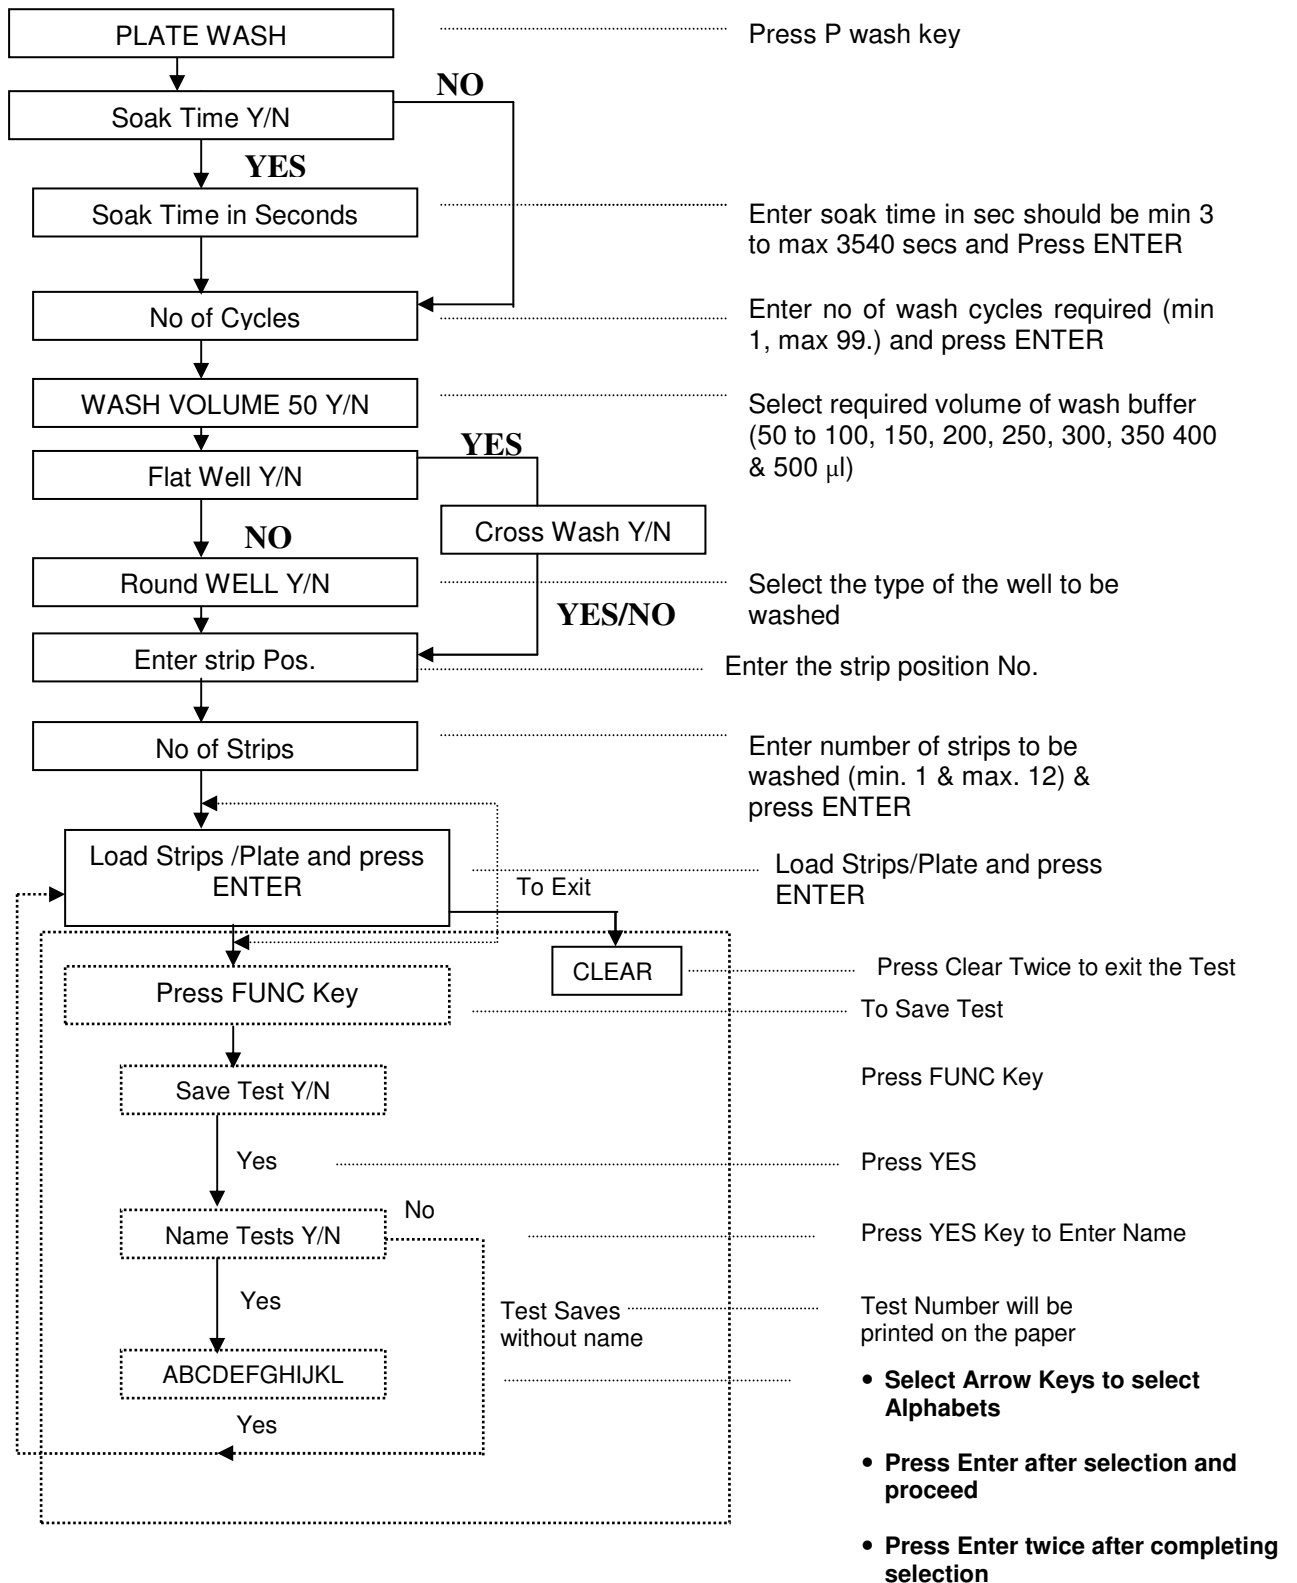 PLATE WASH
Press P wash key
NO
Soak Time Y/N
YES
Soak Time in Seconds
Enter soak time in sec should be min 3
to max 3540 secs and Press ENTER
No of Cycles
Enter no of wash cycles required (min
1, max 99.) and press ENTER
WASH VOLUME 50 Y/N
Select required volume of wash buffer
(50 to 100, 150, 200, 250, 300, 350 400
& 500 µl)
YES
Flat Well Y/N
Cross Wash Y/N
NO
Round WELL Y/N
Select the type of the well to be
washed
YES/NO
Enter strip Pos.
Enter the strip position No.
No of Strips
Enter number of strips to be
washed (min. 1 & max. 12) &
press ENTER
Load Strips /Plate and press
ENTER
To Exit
Load Strips/Plate and press
ENTER
CLEAR
Press Clear Twice to exit the Test
Press FUNC Key
To Save Test
Save Test Y/N
Press FUNC Key
Yes
Press YES
No
Name Tests Y/N
Press YES Key to Enter Name
Yes
Test Saves
without name
Test Number will be
printed on the paper
ABCDEFGHIJKL
• Select Arrow Keys to select
Alphabets
Yes
• Press Enter after selection and
proceed
• Press Enter twice after completing
selection